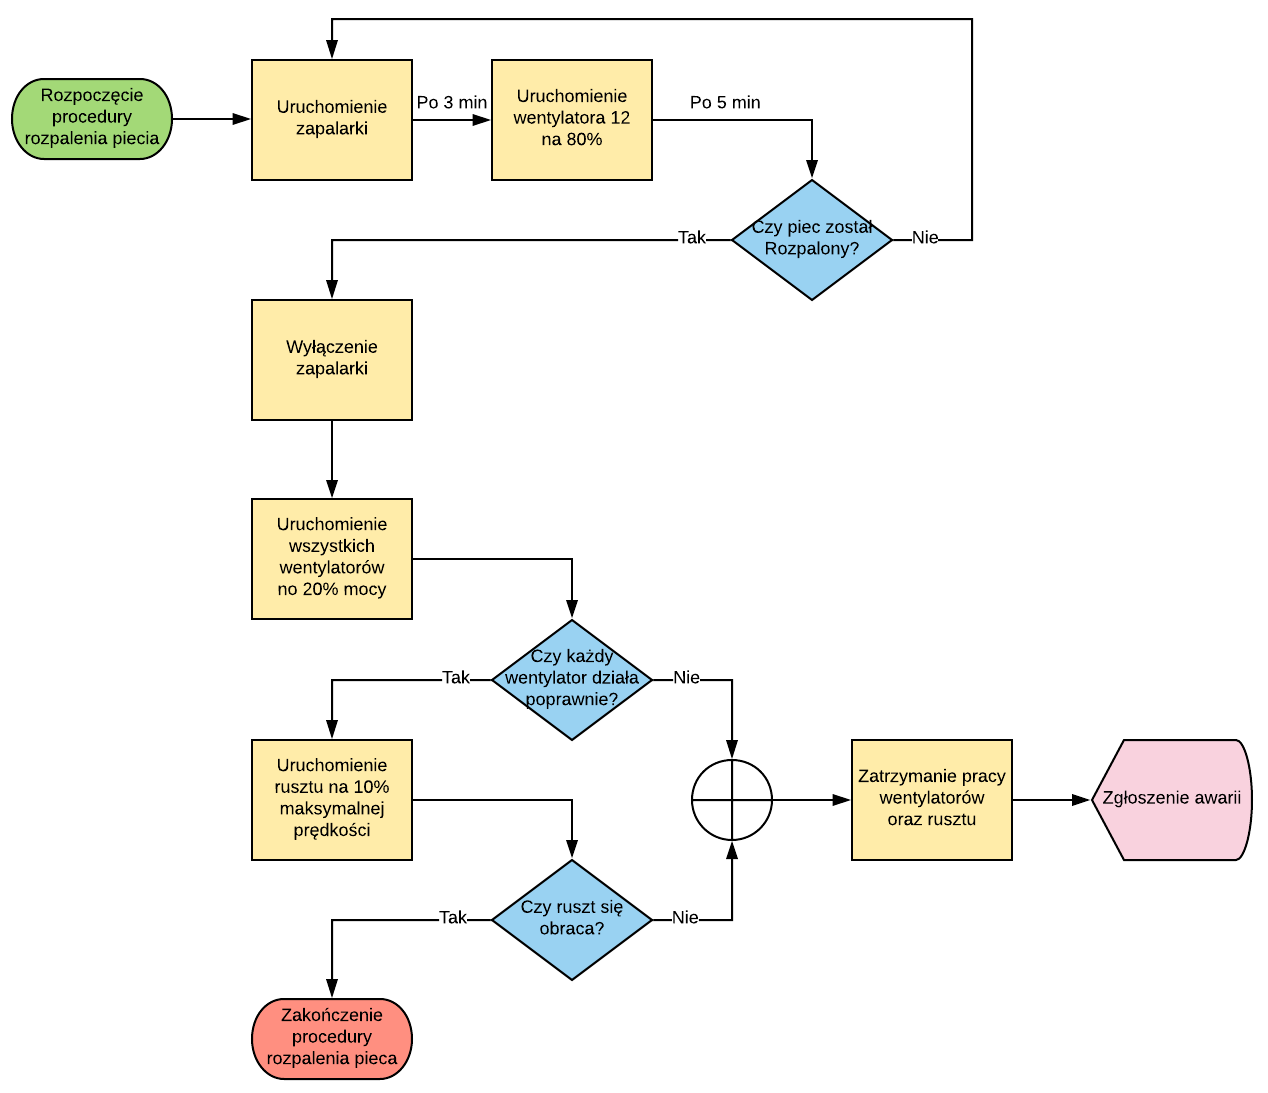 Rozpoczęcie
procedury
rozpalenia piecia
Uruchomienie
zapalarki
Po 3 min
Uruchomienie
wentylatora 12
na 80%
Po 5 min
Czy piec został
Rozpalony?
Tak
Nie
Wyłączenie
zapalarki
Uruchomienie
wszystkich
wentylatorów
no 20% mocy
Czy każdy
wentylator działa
poprawnie?
Tak
Nie
Uruchomienie
rusztu na 10%
maksymalnej
prędkości
Zatrzymanie pracy
wentylatorów
oraz rusztu
Zgłoszenie awarii
Czy ruszt się
obraca?
Tak
Nie
Zakończenie
procedury
rozpalenia pieca